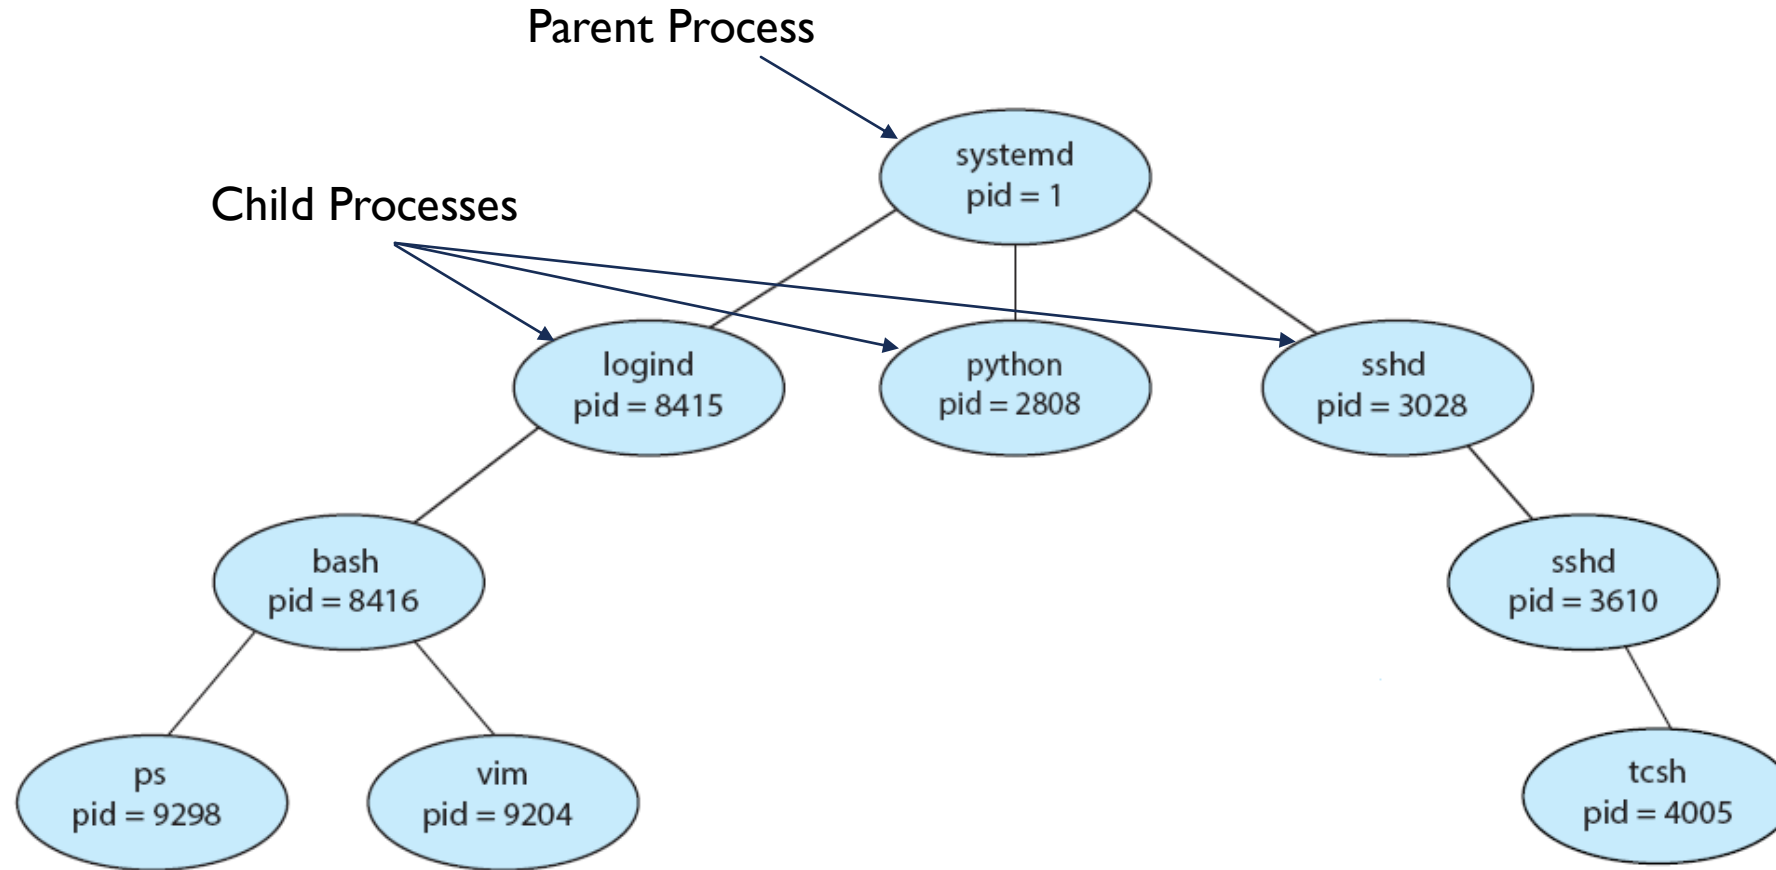 Parent Process
systemd
pid = 1
Child Processes
logind
pid = 8415
python
pid = 2808
sshd
pid = 3028
bash
pid = 8416
sshd
pid = 3610
ps
pid = 9298
vim
pid = 9204
tcsh
pid = 4005